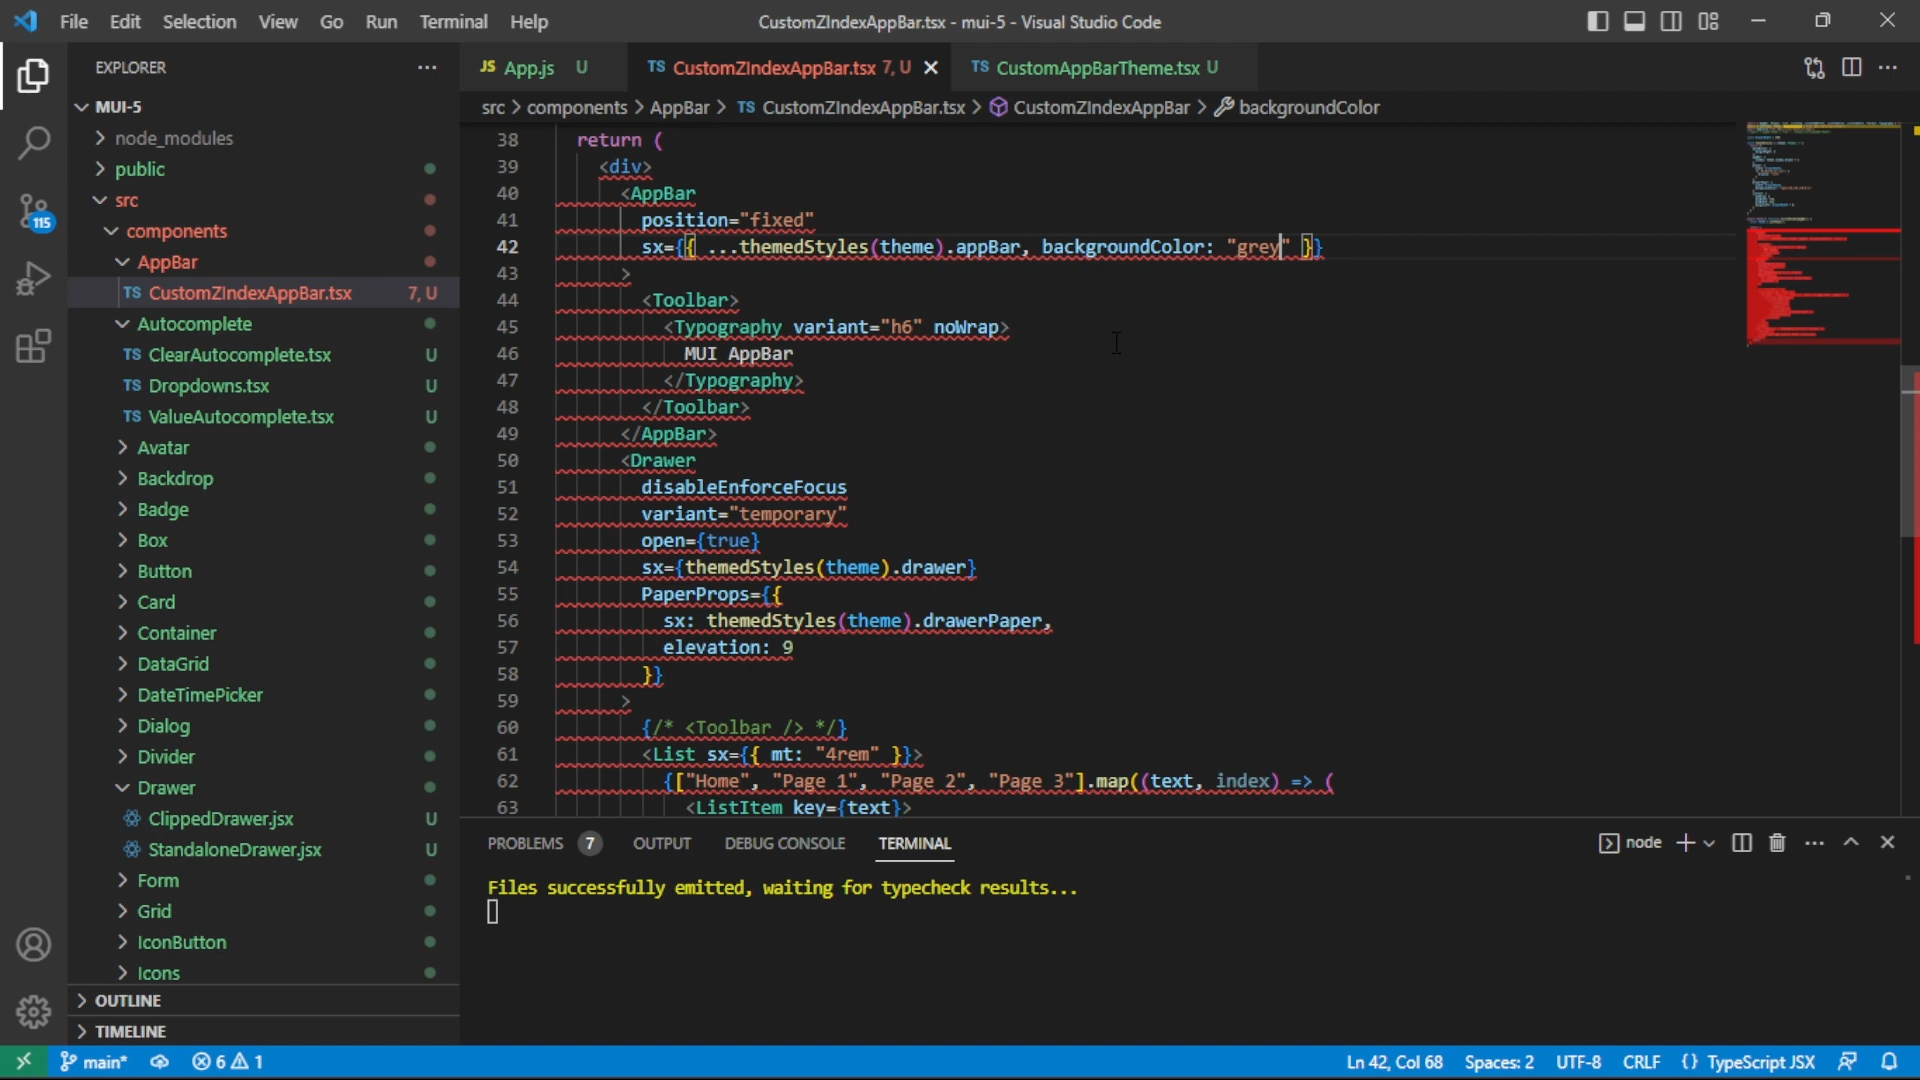 File Edit Selection View Go Run Terminal Help
CustomZIndexAppBar.tsx - mui-5 - Visual Studio Code
EXPLORER
MUI-5
node_modules
public
src
components
AppBar
TS CustomZIndexAppBar.tsx 7, U
Autocomplete
TS ClearAutocomplete.tsx U
TS Dropdowns.tsx U
TS ValueAutocomplete.tsx U
Avatar
Backdrop
Badge
Box
Button
Card
Container
DataGrid
DateTimePicker
Dialog
Divider
Drawer
ClippedDrawer.jsx U
StandaloneDrawer.jsx U
Form
Grid
IconButton
Icons
OUTLINE
TIMELINE
115
JS App.js U
TS CustomZIndexAppBar.tsx 7, U
TS CustomAppBarTheme.tsx U
src > components > AppBar > TS CustomZIndexAppBar.tsx > CustomZIndexAppBar > backgroundColor
38 return (
39 <div>
40 <AppBar
41 position="fixed"
42 sx={{ ...themedStyles(theme).appBar, backgroundColor: "grey" }}
43 >
44 <Toolbar>
45 <Typography variant="h6" noWrap>
46 MUI AppBar
47 </Typography>
48 </Toolbar>
49 </AppBar>
50 <Drawer
51 disableEnforceFocus
52 variant="temporary"
53 open={true}
54 sx={themedStyles(theme).drawer}
55 PaperProps={{
56 sx: themedStyles(theme).drawerPaper,
57 elevation: 9
58 }}
59 >
60 {/* <Toolbar /> */}
61 <List sx={{ mt: "4rem" }}>
62 {["Home", "Page 1", "Page 2", "Page 3"].map((text, index) => (
63 <ListItem key={text}>
PROBLEMS 7 OUTPUT DEBUG CONSOLE TERMINAL
node
Files successfully emitted, waiting for typecheck results...
main* 6 1
Ln 42, Col 68 Spaces: 2 UTF-8 CRLF {} TypeScript JSX